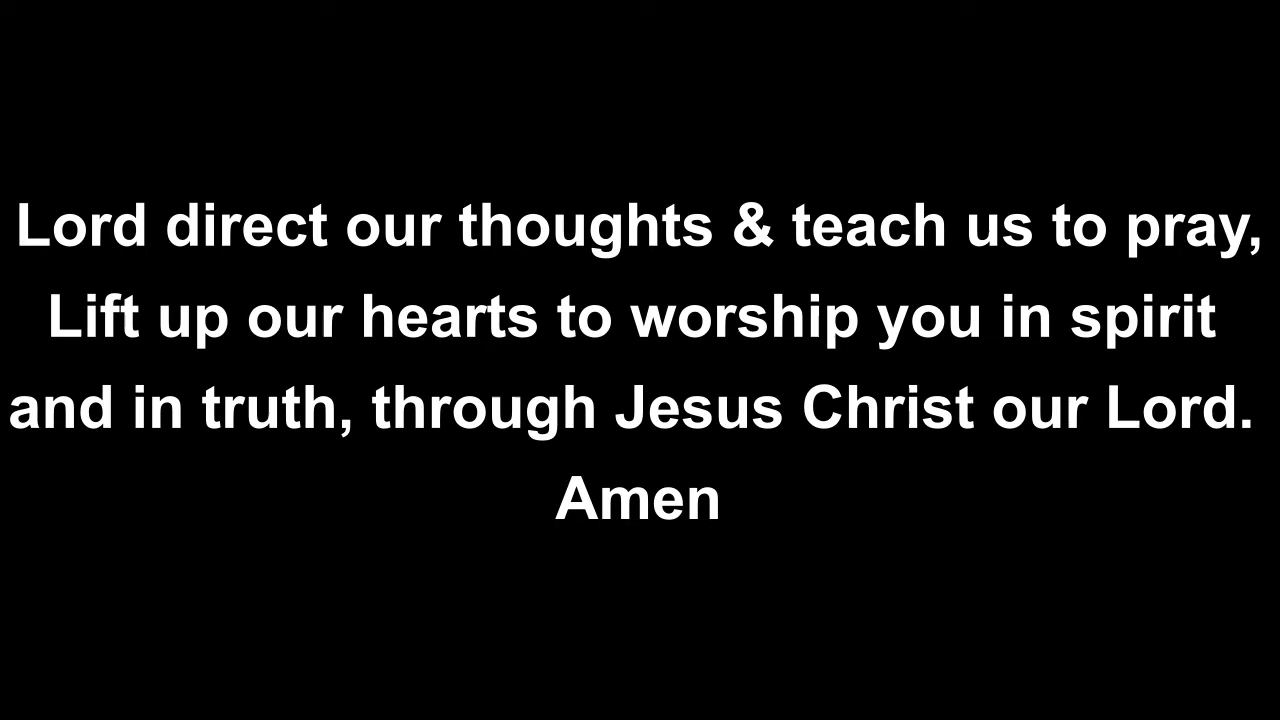 Lord direct our thoughts & teach us to pray,
Lift up our hearts to worship you in spirit
and in truth, through Jesus Christ our Lord.
Amen